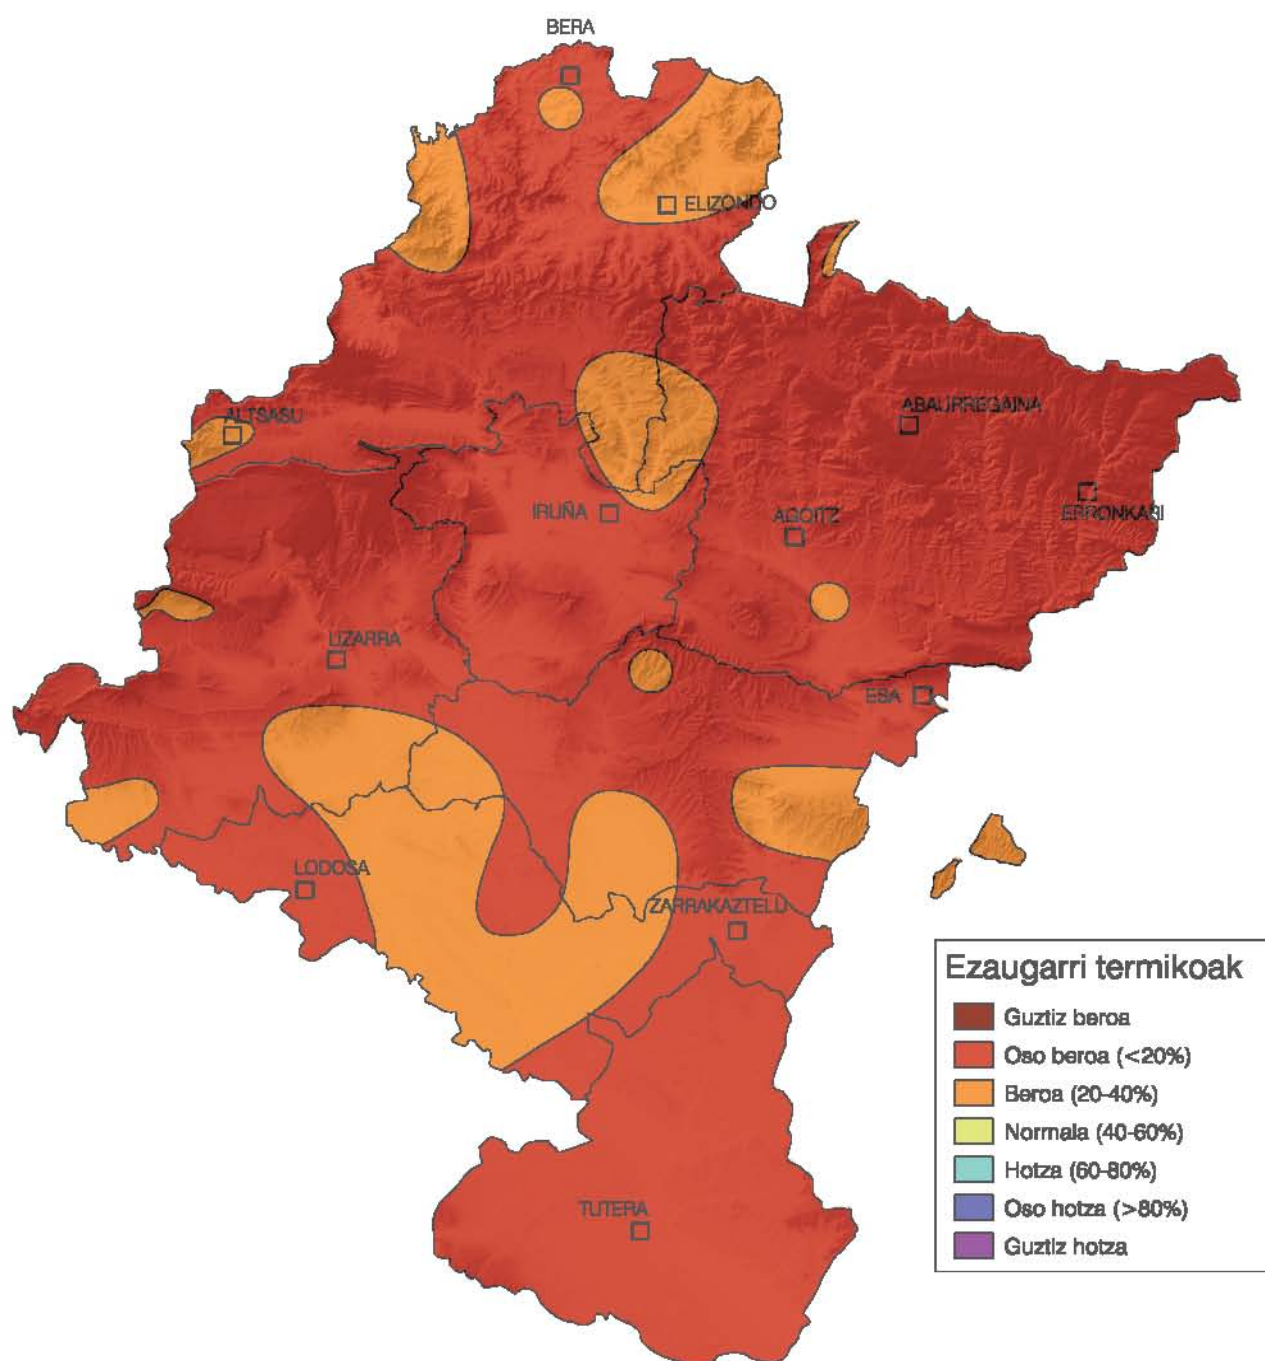 BERA
ELIZONDO
ALTSASU
ABAURREGAINA
ERRONKARI
IRUÑA
AGOITZ
LIZARRA
ESA
LODOSA
ZARRAKAZTELU
TUTERA
Ezaugarri termikoak
Guztiz beroa
Oso beroa (<20%)
Beroa (20-40%)
Normala (40-60%)
Hotza (60-80%)
Oso hotza (>80%)
Guztiz hotza